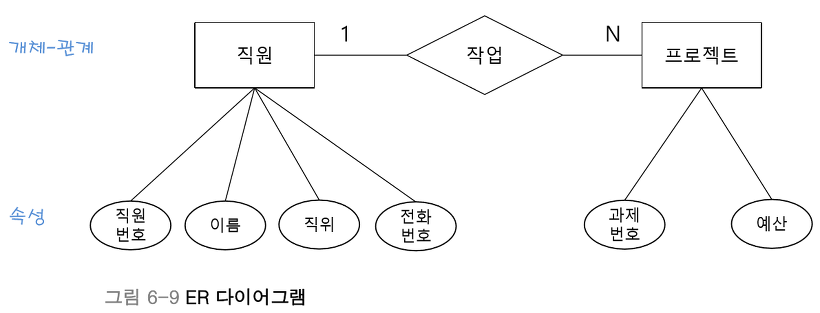 개체-관계
직원
1
작업
N
프로젝트
속성
직원
번호
이름
직위
전화
번호
과제
번호
예산
그림 6-9 ER 다이어그램